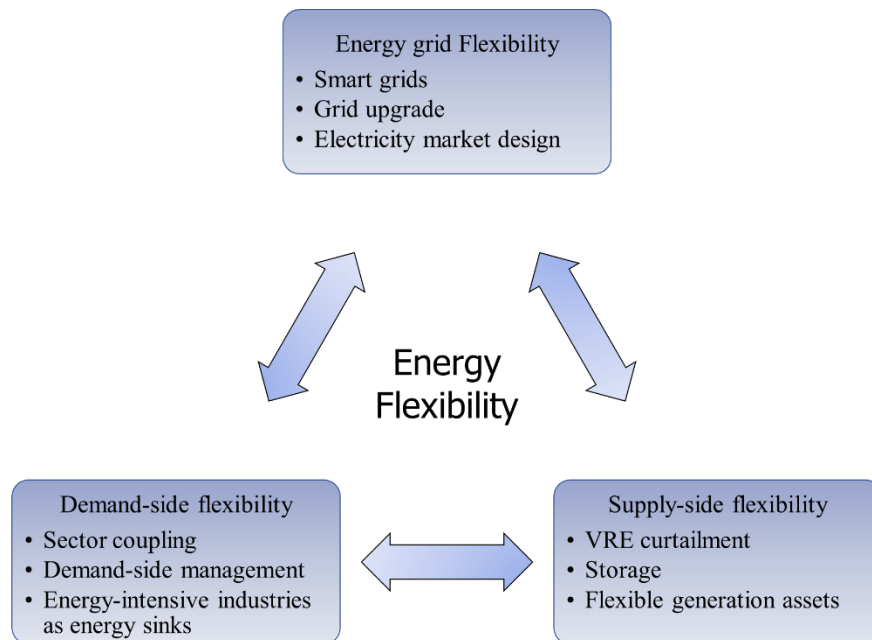 Energy grid Flexibility
• Smart grids
• Grid upgrade
• Electricity market design
Energy
Flexibility
Demand-side flexibility
• Sector coupling
• Demand-side management
• Energy-intensive industries
as energy sinks
Supply-side flexibility
• VRE curtailment
• Storage
• Flexible generation assets